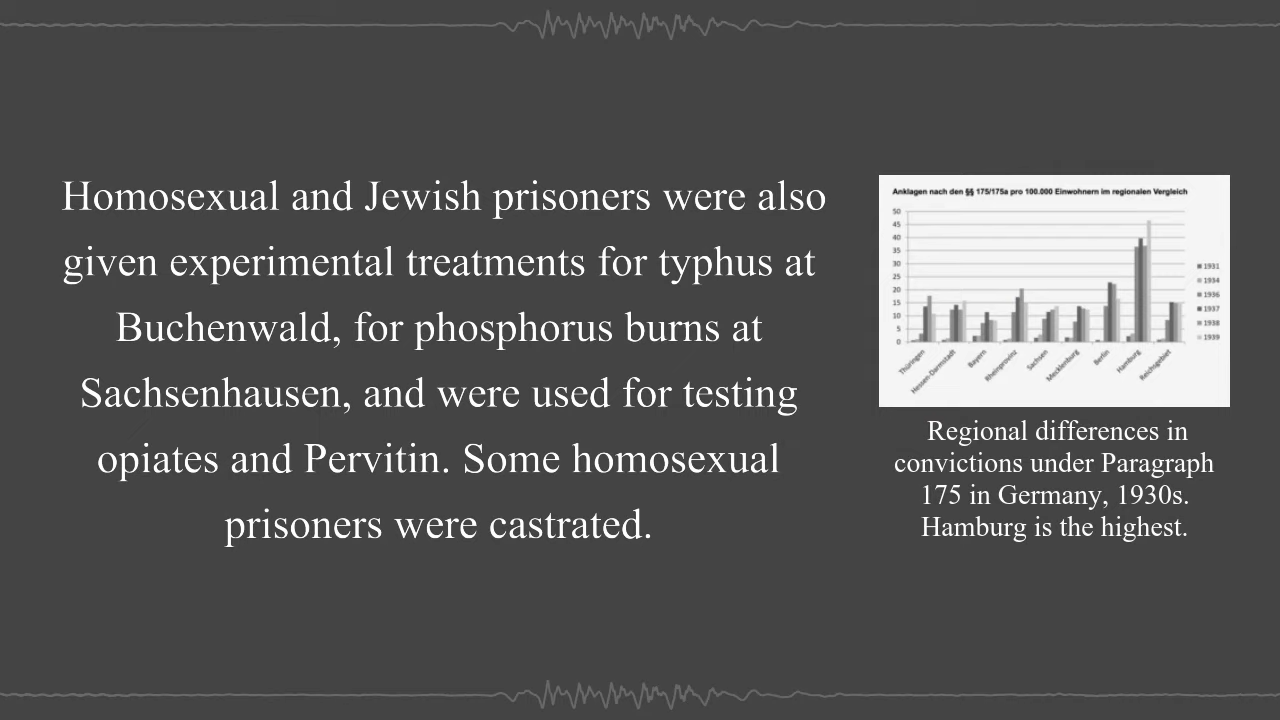 Homosexual and Jewish prisoners were also
given experimental treatments for typhus at
Buchenwald, for phosphorus burns at
Sachsenhausen, and were used for testing
opiates and Pervitin. Some homosexual
prisoners were castrated.
Anklagen nach den §§ 175/175a pro 100.000 Einwohnern im regionalen Vergleich
50
45
40
35
30
25
20
15
10
5
0
Thüringen
Hessen-Darmstadt
Bayern
Rheinprovinz
Sachsen
Mecklenburg
Berlin
Hamburg
Reichsgebiet
1931
1934
1936
1937
1938
1939
Regional differences in
convictions under Paragraph
175 in Germany, 1930s.
Hamburg is the highest.